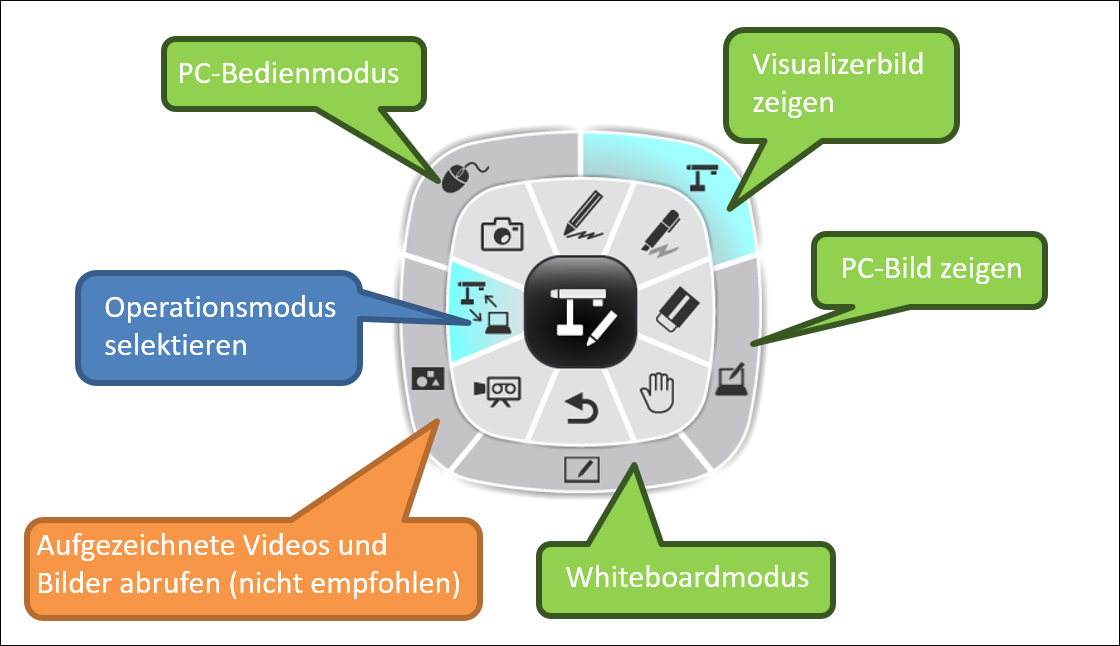 PC-Bedienmodus
Visualizerbild
zeigen
PC-Bild zeigen
Operationsmodus
selektieren
Aufgezeichnete Videos und
Bilder abrufen (nicht empfohlen)
Whiteboardmodus